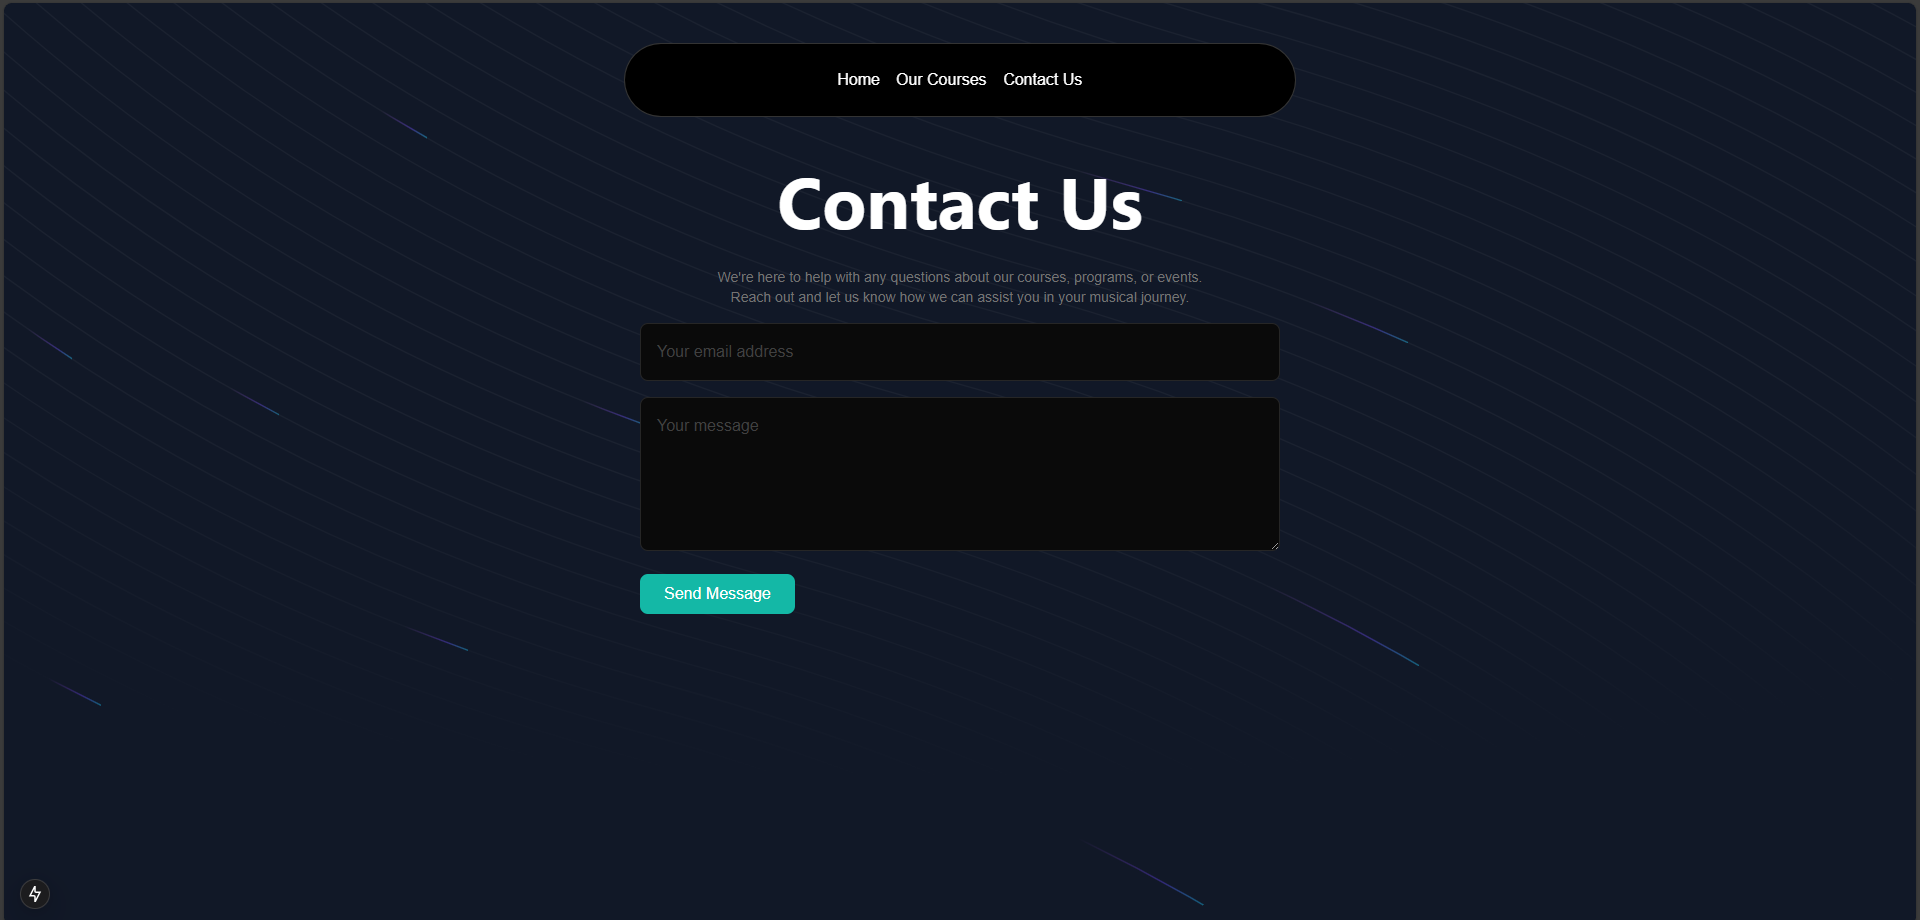 Home Our Courses Contact Us
Contact Us
We're here to help with any questions about our courses, programs, or events.
Reach out and let us know how we can assist you in your musical journey.
Your email address
Your message
Send Message